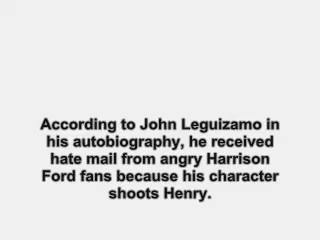 According to John Leguizamo in
his autobiography, he received
hate mail from angry Harrison
Ford fans because his character
shoots Henry.